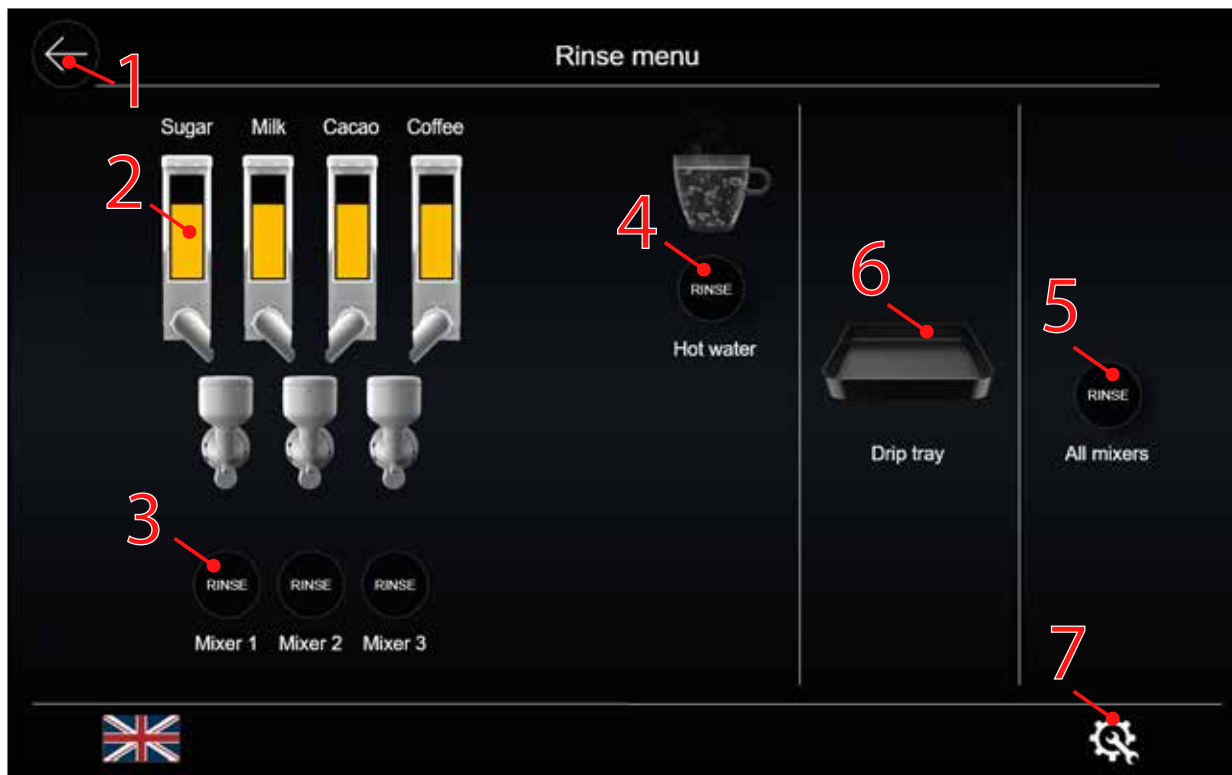 1
Rinse menu
Sugar Milk Cacao Coffee
2
4
RINSE
Hot water
6
Drip tray
5
RINSE
All mixers
3
RINSE RINSE RINSE
Mixer 1 Mixer 2 Mixer 3
7